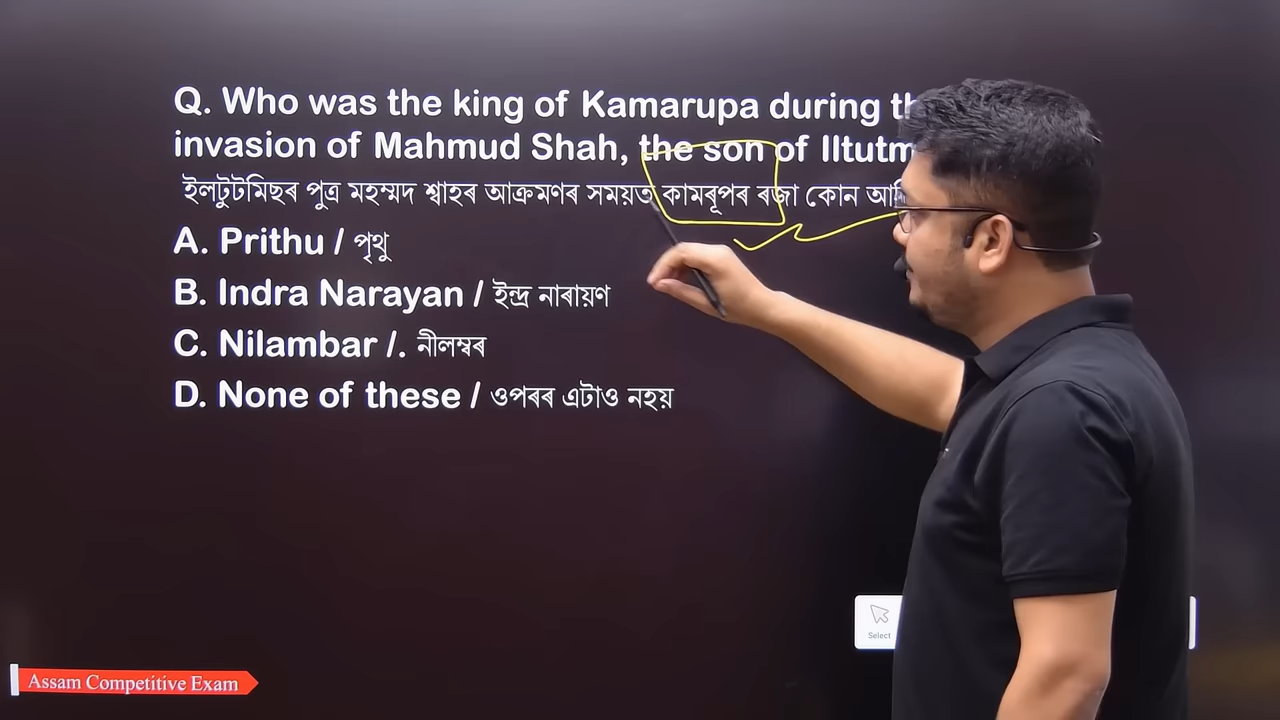 Q. Who was the king of Kamarupa during
invasion of Mahmud Shah, the son of
ইলটুটমিছৰ পুত্ৰ মহম্মদ শ্বাহৰ আক্ৰমণৰ সময়ত কামৰূপৰ ৰজা কোন
A. Prithu / পৃথু
B. Indra Narayan / ইন্দ্ৰ নাৰায়ণ
C. Nilambar /. নীলম্বৰ
D. None of these / ওপৰৰ এটাও নহয়
Select
Assam Competitive Exam